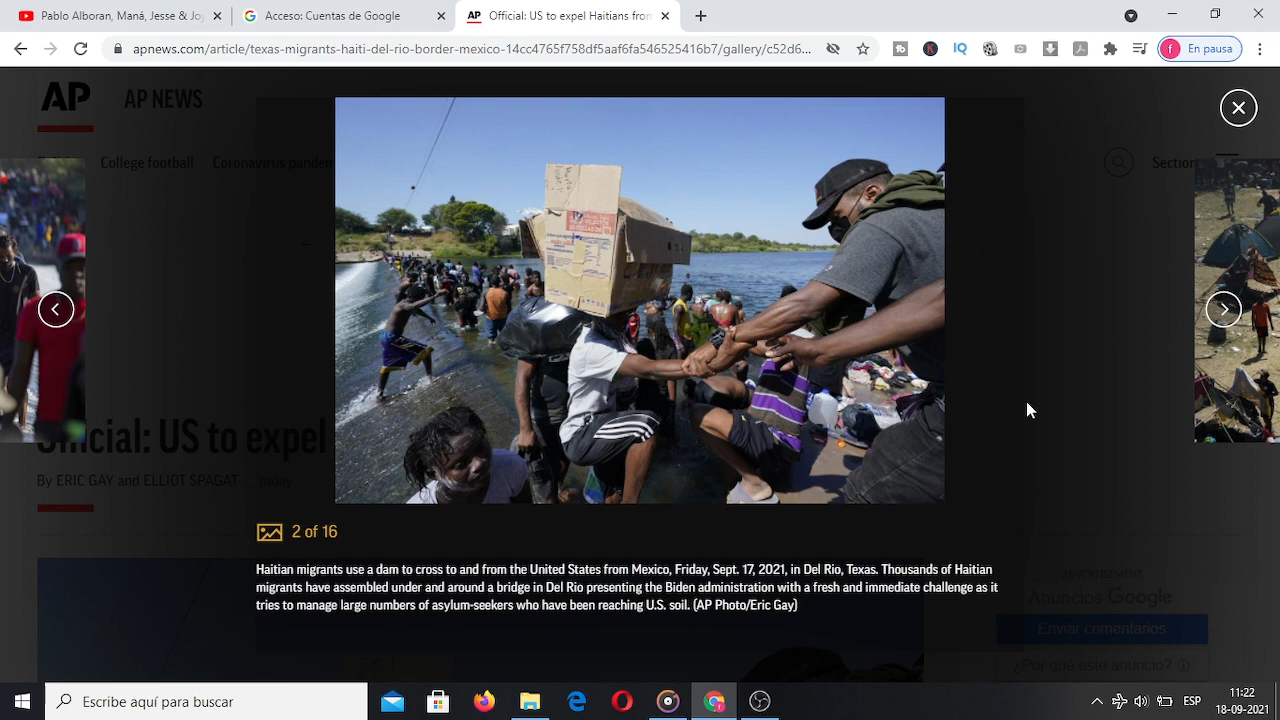 Pablo Alboran, Maná, Jesse & Joy
Acceso: Cuentas de Google
AP Official: US to expel Haitians from
apnews.com/article/texas-migrants-haiti-del-rio-border-mexico-14cc4765f758df5aaf6fa546525416b7/gallery/c52d6...
IQ
f En pausa
AP AP NEWS
College football Coronavirus pandem
Section
Official: US to expel
By ERIC GAY and ELLIOT SPAGAT today
2 of 16
Haitian migrants use a dam to cross to and from the United States from Mexico, Friday, Sept. 17, 2021, in Del Rio, Texas. Thousands of Haitian
migrants have assembled under and around a bridge in Del Rio presenting the Biden administration with a fresh and immediate challenge as it
tries to manage large numbers of asylum-seekers who have been reaching U.S. soil. (AP Photo/Eric Gay)
ADVERTISEMENT
Anuncios Google
Enviar comentarios
¿Por qué este anuncio?
Escribe aquí para buscar
ESP
11:22
18-09-2021